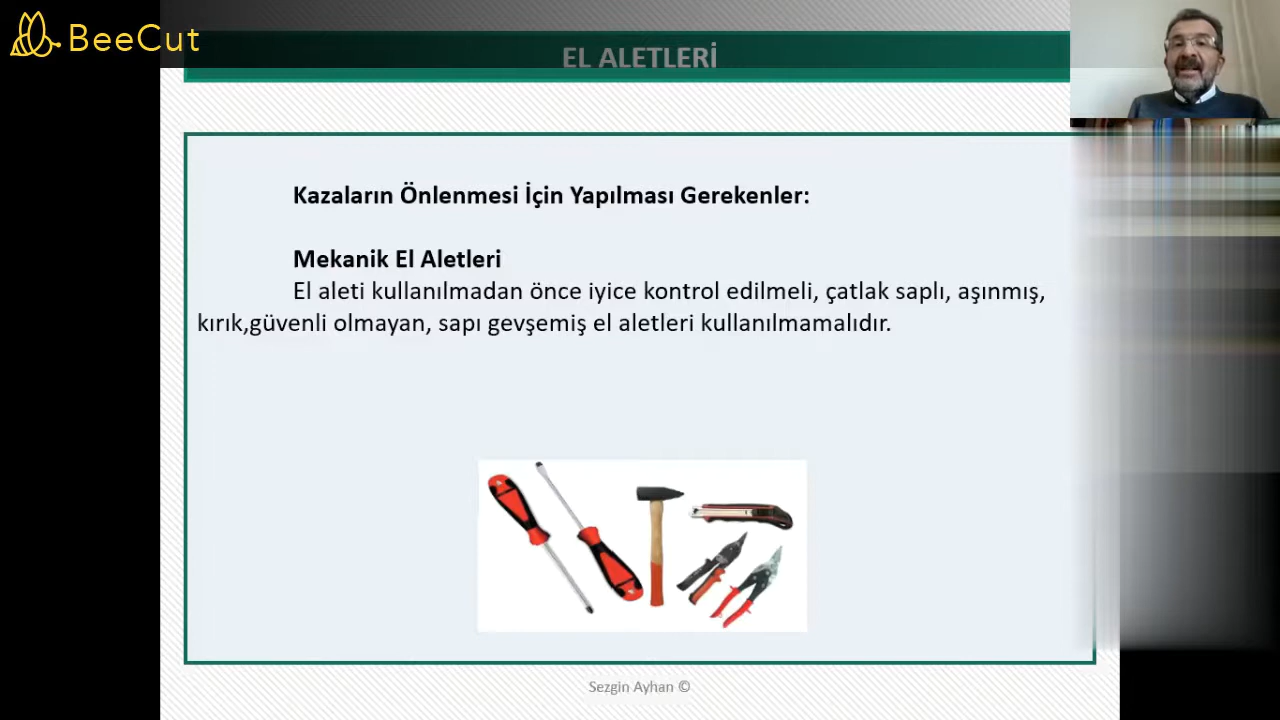 BeeCut
EL ALETLERİ
Kazaların Önlenmesi İçin Yapılması Gerekenler:
Mekanik El Aletleri
El aleti kullanılmadan önce iyice kontrol edilmeli, çatlak saplı, aşınmış,
kırık,güvenli olmayan, sapı gevşemiş el aletleri kullanılmamalıdır.
Sezgin Ayhan ©